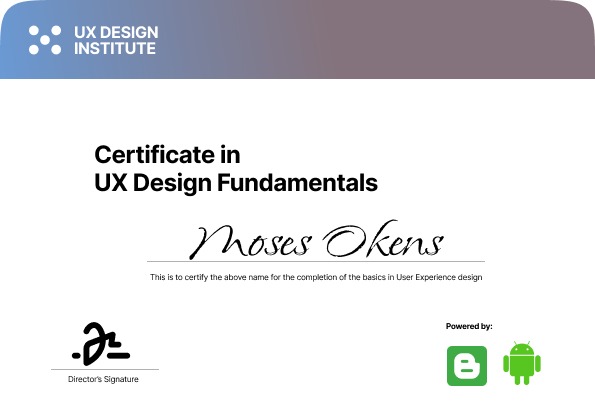 UX DESIGN
INSTITUTE
Certificate in
UX Design Fundamentals
Moses Okens
This is to certify the above name for the completion of the basics in User Experience design
Powered by:
Director's Signature